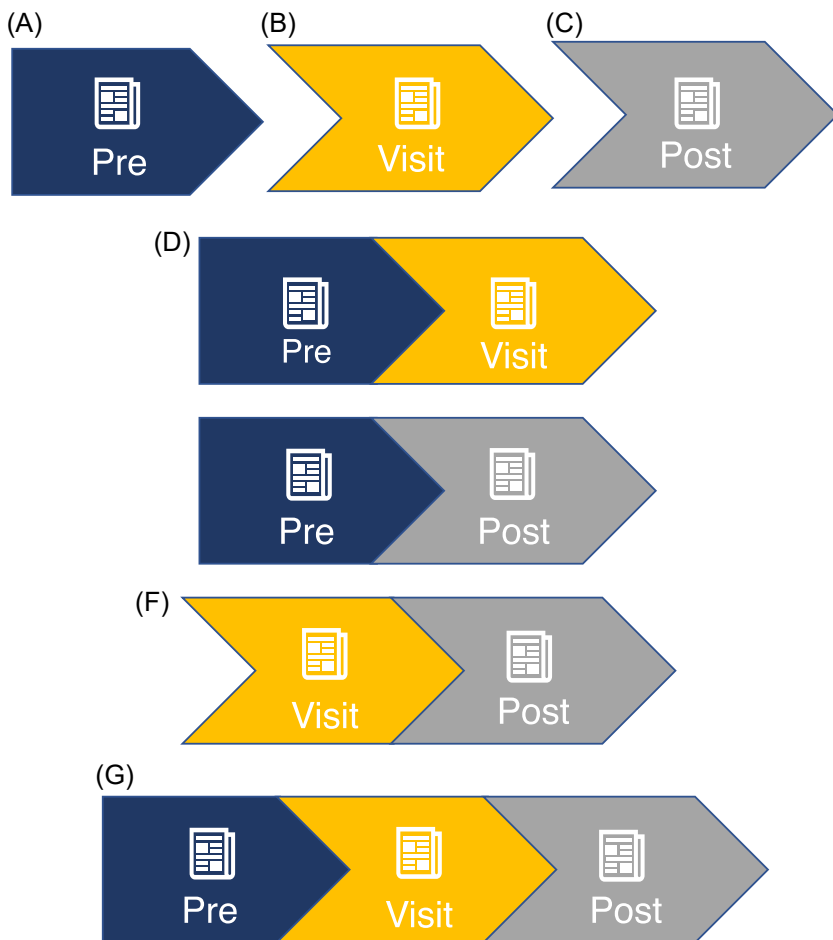 (A) (B) (C)
Pre Visit Post
(D)
Pre Visit
Pre Post
(F)
Visit Post
(G)
Pre Visit Post